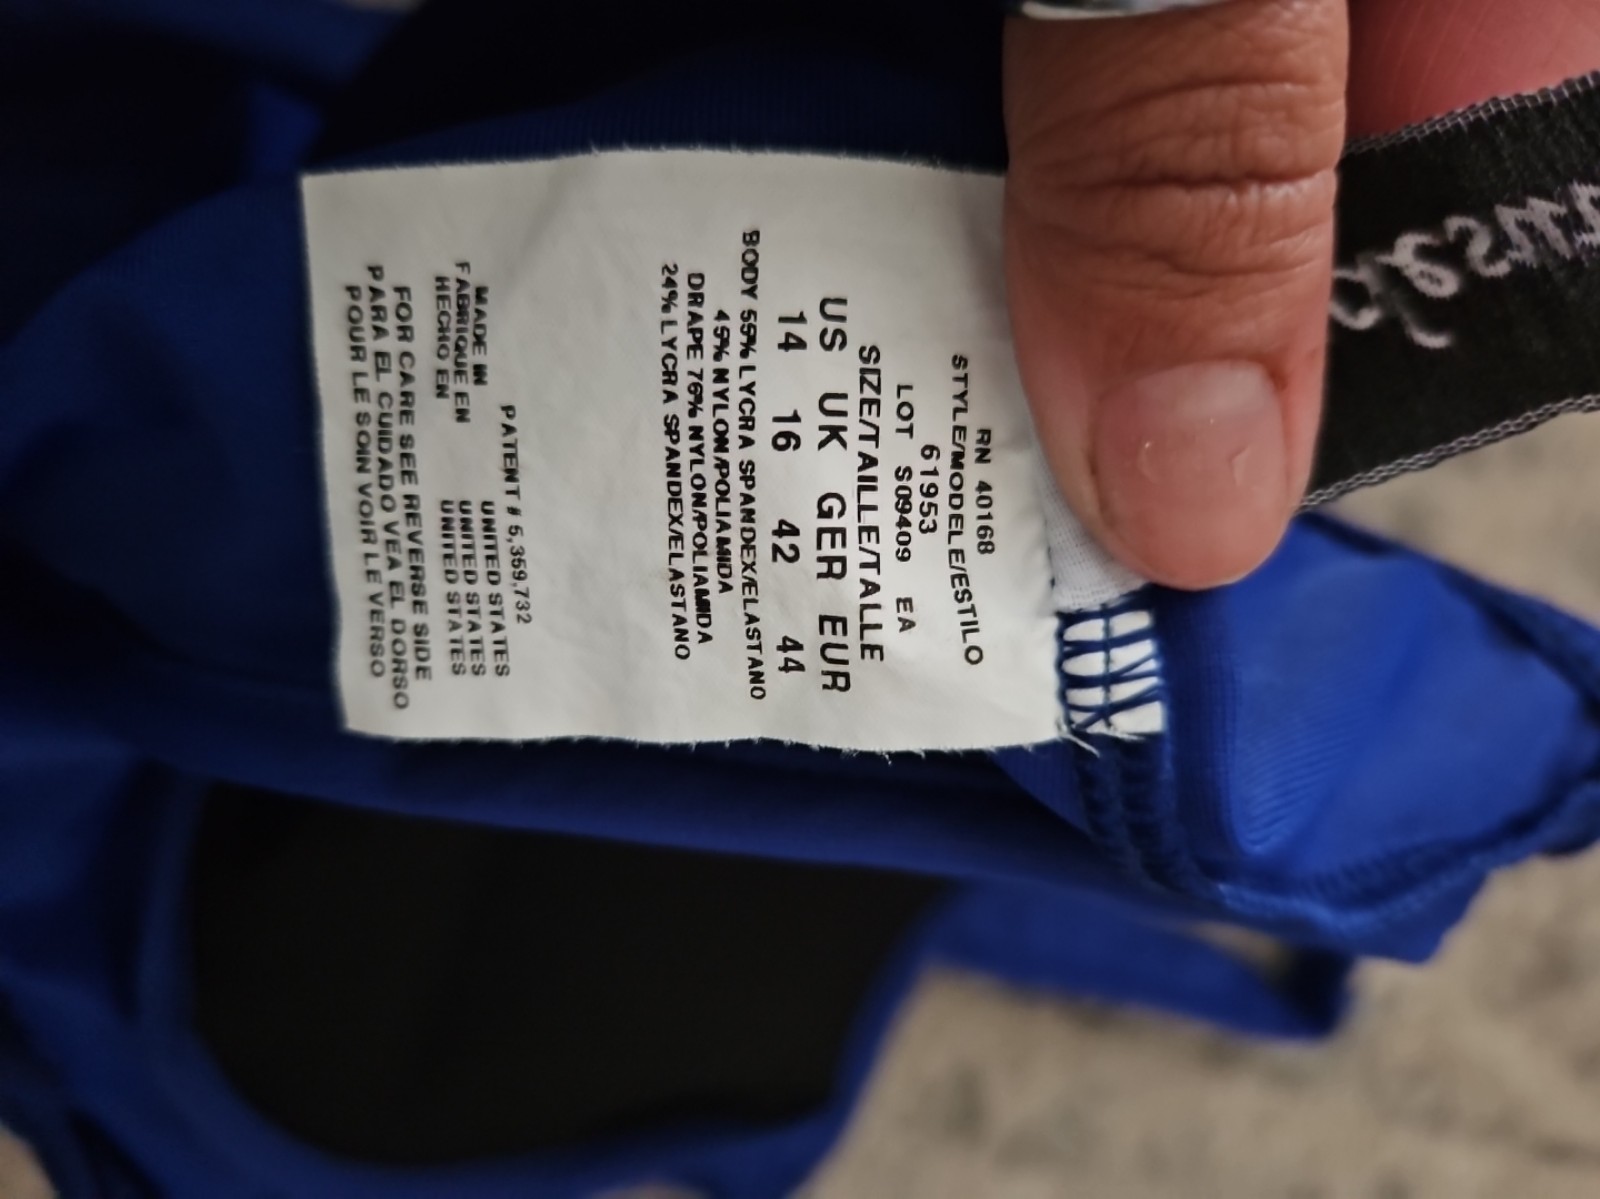 RN 40168
STYLE/MODELE/ESTILO
61953
LOT S09409 EA
SIZE/TAILLE/TALLE
US UK GER EUR
14 16 42 44
BODY 55% LYCRA SPANDEX/ELASTANO
45% NYLON/POLIAMIDA
DRAPE 76% NYLON/POLIAMIDA
24% LYCRA SPANDEX/ELASTANO
PATENT # 5,359,732
MADE IN UNITED STATES
FABRIQUE EN UNITED STATES
HECHO EN UNITED STATES
FOR CARE SEE REVERSE SIDE
PARA EL CUIDADO VEA EL DORSO
POUR LE SOIN VOIR LE VERSO